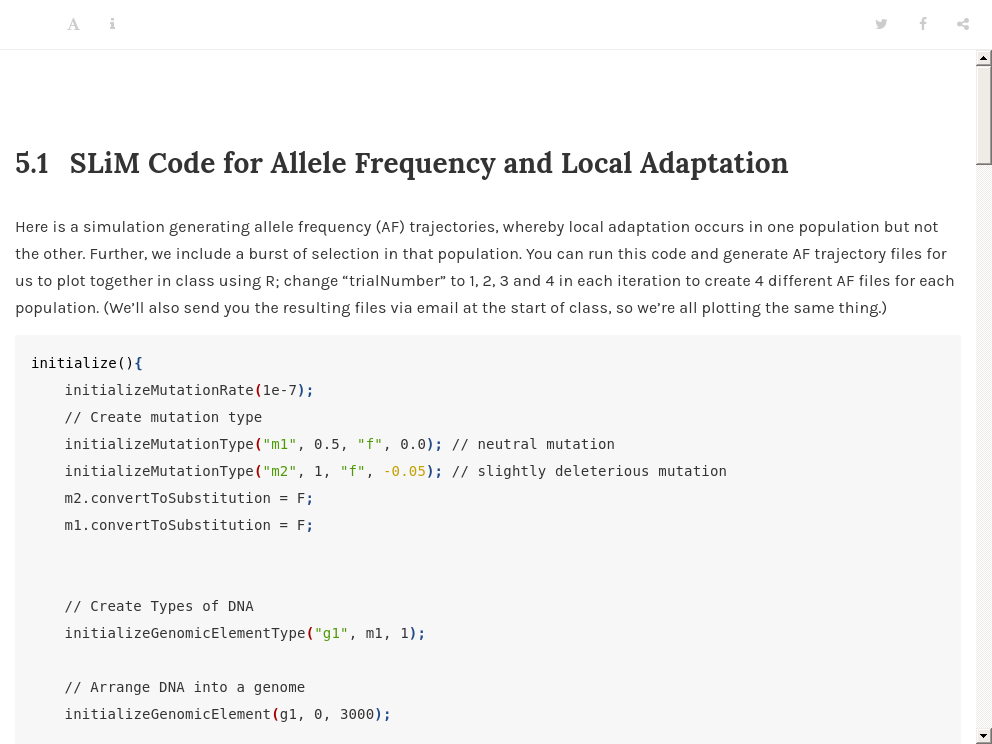 5.1 SLiM Code for Allele Frequency and Local Adaptation
Here is a simulation generating allele frequency (AF) trajectories, whereby local adaptation occurs in one population but not
the other. Further, we include a burst of selection in that population. You can run this code and generate AF trajectory files for
us to plot together in class using R; change “trialNumber” to 1, 2, 3 and 4 in each iteration to create 4 different AF files for each
population. (We’ll also send you the resulting files via email at the start of class, so we’re all plotting the same thing.)
initialize(){
    initializeMutationRate(1e-7);
    // Create mutation type
    initializeMutationType("m1", 0.5, "f", 0.0); // neutral mutation
    initializeMutationType("m2", 1, "f", -0.05); // slightly deleterious mutation
    m2.convertToSubstitution = F;
    m1.convertToSubstitution = F;
    // Create Types of DNA
    initializeGenomicElementType("g1", m1, 1);
    // Arrange DNA into a genome
    initializeGenomicElement(g1, 0, 3000);